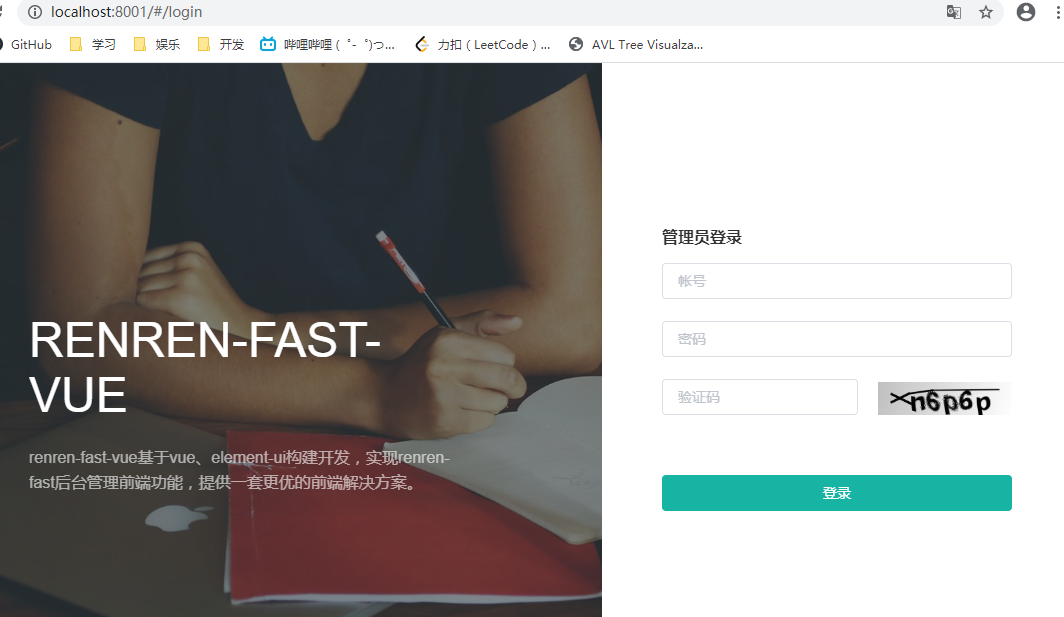 localhost:8001/#/login
GitHub 学习 娱乐 开发 哔哩哔哩 ( ゜- ゜)つ... 力扣 ( LeetCode ) ... AVL Tree Visualza...
RENREN-FAST-
VUE
renren-fast-vue基于vue、element-ui构建开发，实现renren-
fast后台管理前端功能，提供一套更优的前端解决方案。
管理员登录
帐号
密码
验证码
n6p6p
登录